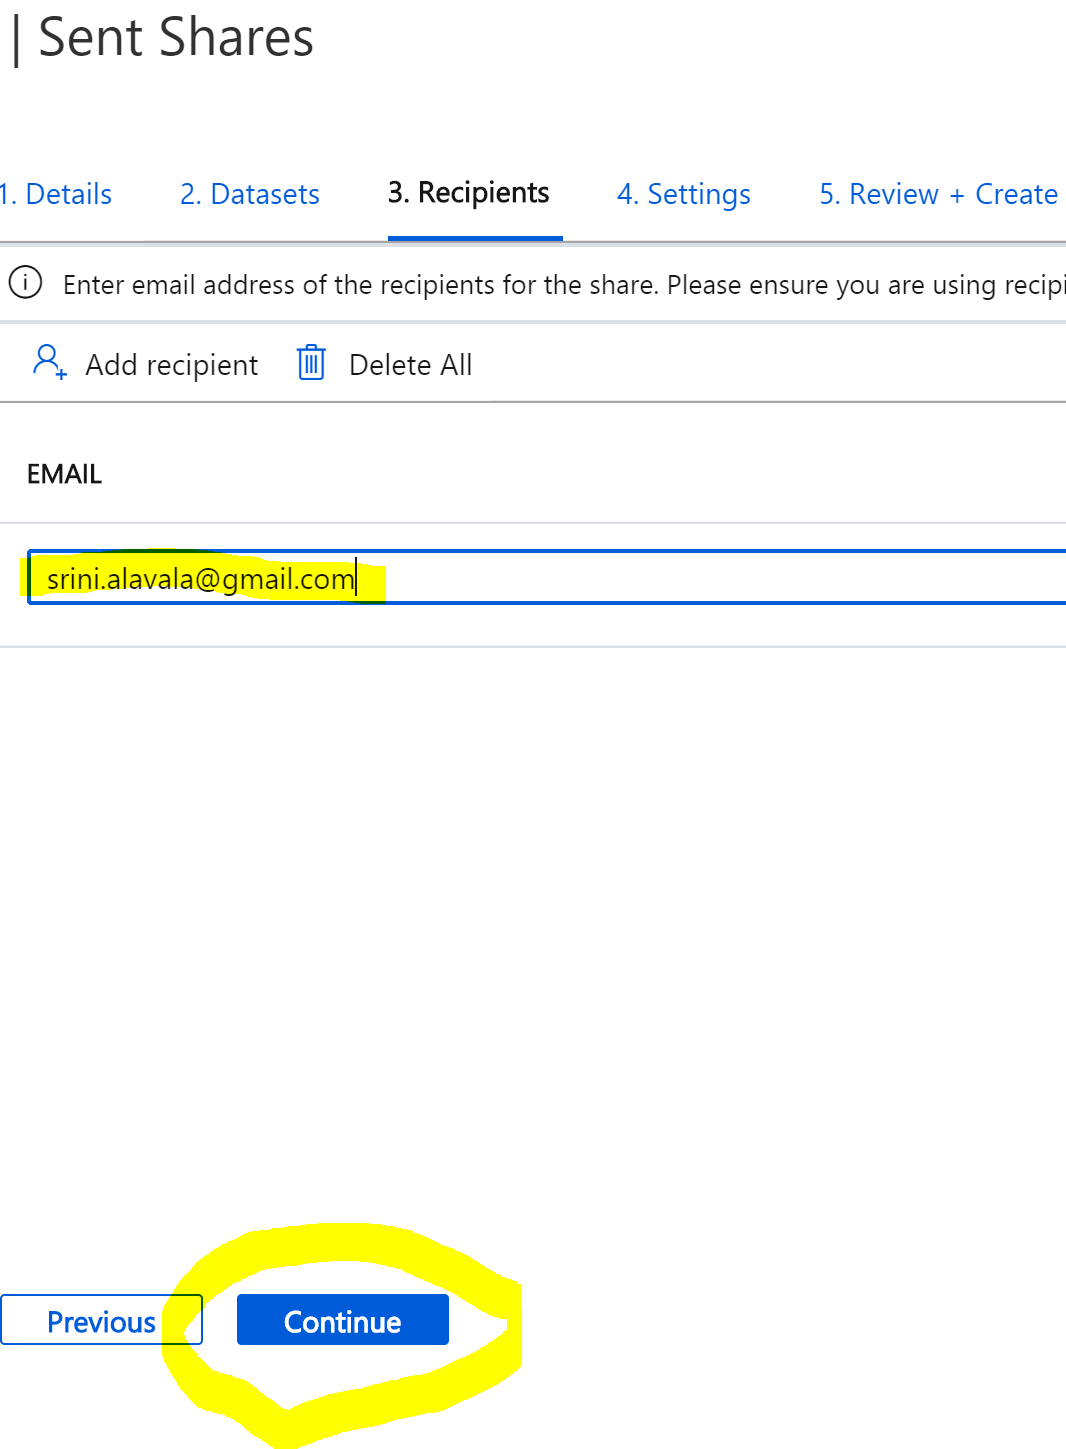 | Sent Shares
1. Details 2. Datasets 3. Recipients 4. Settings 5. Review + Create
Enter email address of the recipients for the share. Please ensure you are using
Add recipient Delete All
EMAIL
srini.alavala@gmail.com
Previous Continue